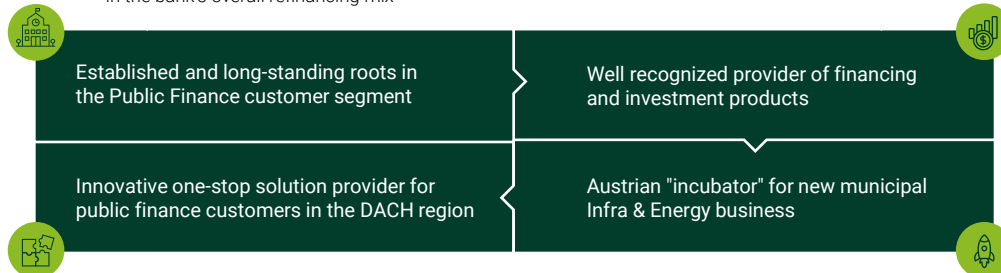 in the bank's overall refinancing mix
Established and long-standing roots in
the Public Finance customer segment
Well recognized provider of financing
and investment products
Innovative one-stop solution provider for
public finance customers in the DACH region
Austrian "incubator" for new municipal
Infra & Energy business